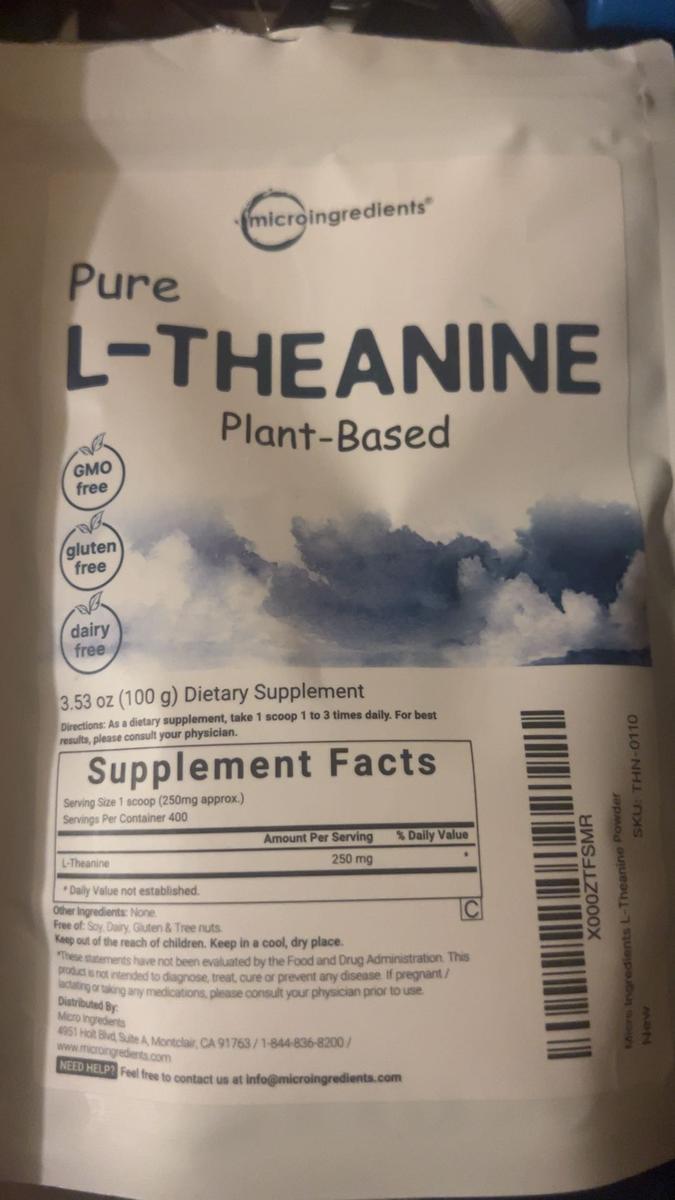 microingredients®
Pure
L-THEANINE
Plant-Based
GMO
free
gluten
free
dairy
free
3.53 oz (100 g) Dietary Supplement
Directions: As a dietary supplement, take 1 scoop 1 to 3 times daily. For best
results, please consult your physician.
Supplement Facts
Serving Size 1 scoop (250mg approx.)
Servings Per Container 400
Amount Per Serving % Daily Value
L-Theanine 250 mg *
* Daily Value not established.
Other Ingredients: None.
C
Free of: Soy, Dairy, Gluten & Tree nuts.
Keep out of the reach of children. Keep in a cool, dry place.
*These statements have not been evaluated by the Food and Drug Administration. This
product is not intended to diagnose, treat, cure or prevent any disease. If pregnant /
lactating or taking any medications, please consult your physician prior to use.
Distributed By:
Micro Ingredients
4951 Holt Blvd, Suite A, Montclair, CA 91763 / 1-844-836-8200 /
www.microingredients.com
NEED HELP? Feel free to contact us at info@microingredients.com
X000ZTFSMR
Micro Ingredients L-Theanine Powder
SKU: THN-0110
New